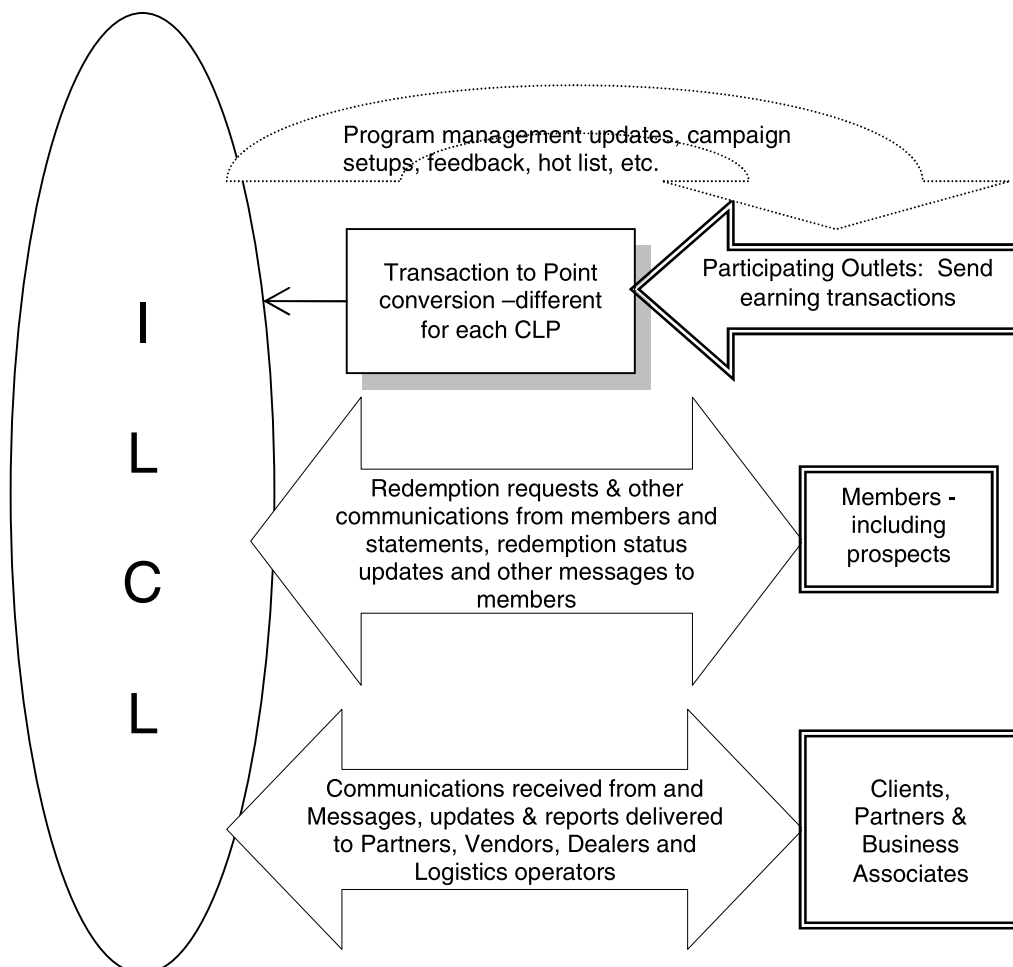 Program management updates, campaign
setups, feedback, hot list, etc.
Transaction to Point
conversion –different
for each CLP
Participating Outlets:  Send
earning transactions
I
L
C
L
Redemption requests & other
communications from members and
statements, redemption status
updates and other messages to
members
Members -
including
prospects
Communications received from and
Messages, updates & reports delivered
to Partners, Vendors, Dealers and
Logistics operators
Clients,
Partners &
Business
Associates